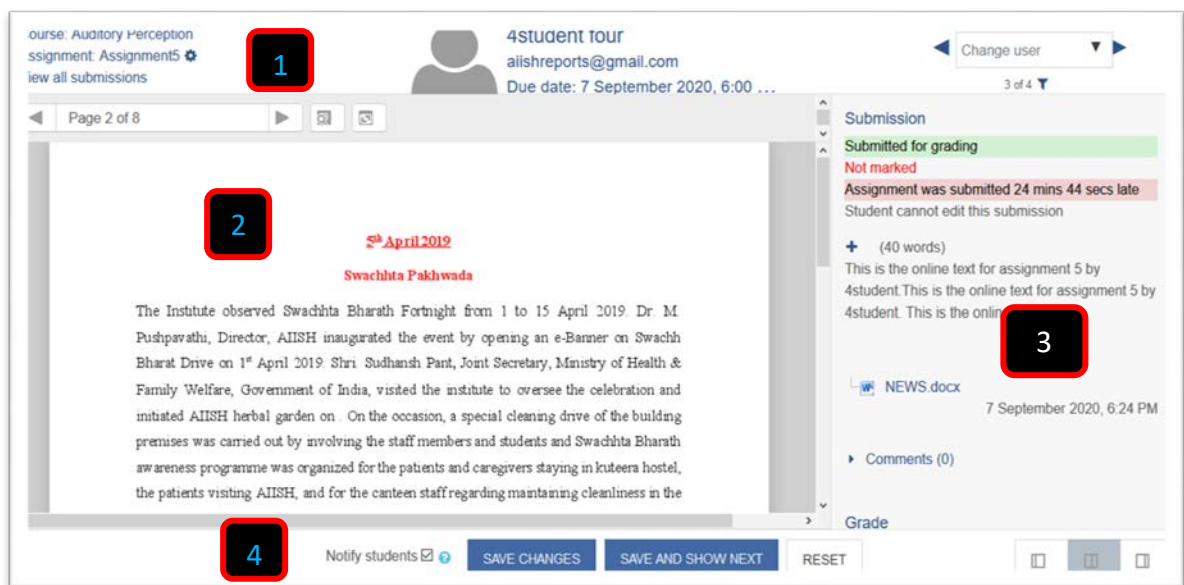 ourse: Auditory Perception
ssignment: Assignment5
iew all submissions
1
4student four
aiishreports@gmail.com
Due date: 7 September 2020, 6:00 ...
Change user
3 of 4
Page 2 of 8
2
5th April 2019
Swachhta Pakhwada
The Institute observed Swachhta Bharath Fortnight from 1 to 15 April 2019. Dr. M.
Pushpavathi, Director, AIISH inaugurated the event by opening an e-Banner on Swachh
Bharat Drive on 1st April 2019. Shri. Sudhansh Pant, Joint Secretary, Ministry of Health &
Family Welfare, Government of India, visited the institute to oversee the celebration and
initiated AIISH herbal garden on . On the occasion, a special cleaning drive of the building
premises was carried out by involving the staff members and students and Swachhta Bharath
awareness programme was organized for the patients and caregivers staying in kuteera hostel,
the patients visiting AIISH, and for the canteen staff regarding maintaining cleanliness in the
Submission
Submitted for grading
Not marked
Assignment was submitted 24 mins 44 secs late
Student cannot edit this submission
(40 words)
This is the online text for assignment 5 by
4student.This is the online text for assignment 5 by
4student. This is the onlin
3
NEWS.docx
7 September 2020, 6:24 PM
Comments (0)
Grade
4
Notify students
SAVE CHANGES
SAVE AND SHOW NEXT
RESET